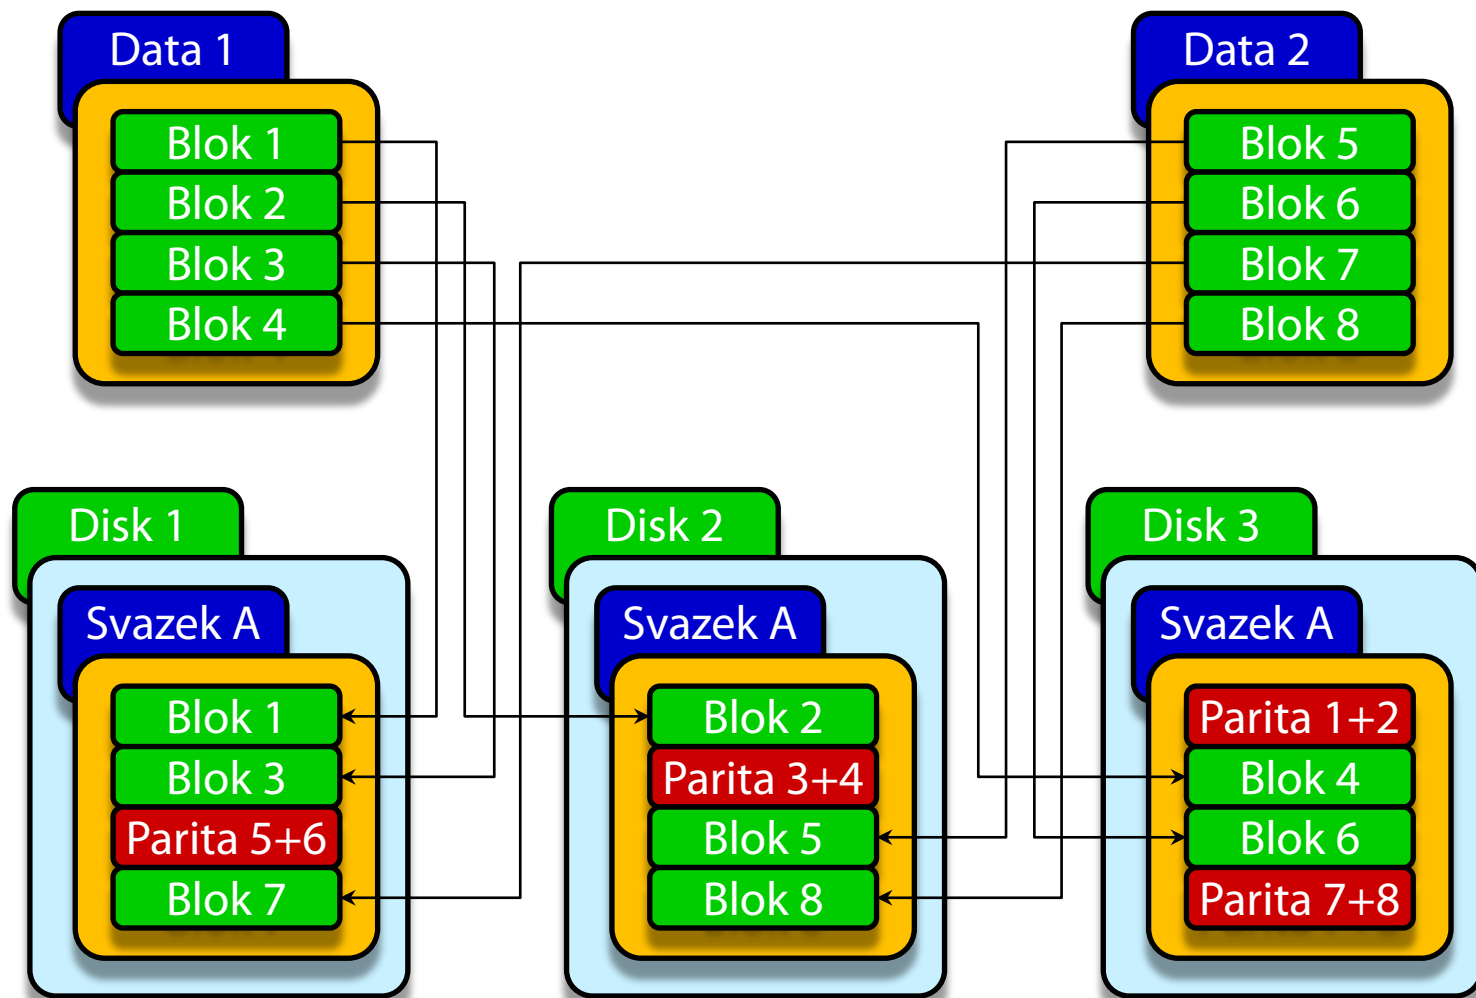 Data 1
Blok 1
Blok 2
Blok 3
Blok 4
Data 2
Blok 5
Blok 6
Blok 7
Blok 8
Disk 1
Svazek A
Blok 1
Blok 3
Parita 5+6
Blok 7
Disk 2
Svazek A
Blok 2
Parita 3+4
Blok 5
Blok 8
Disk 3
Svazek A
Parita 1+2
Blok 4
Blok 6
Parita 7+8